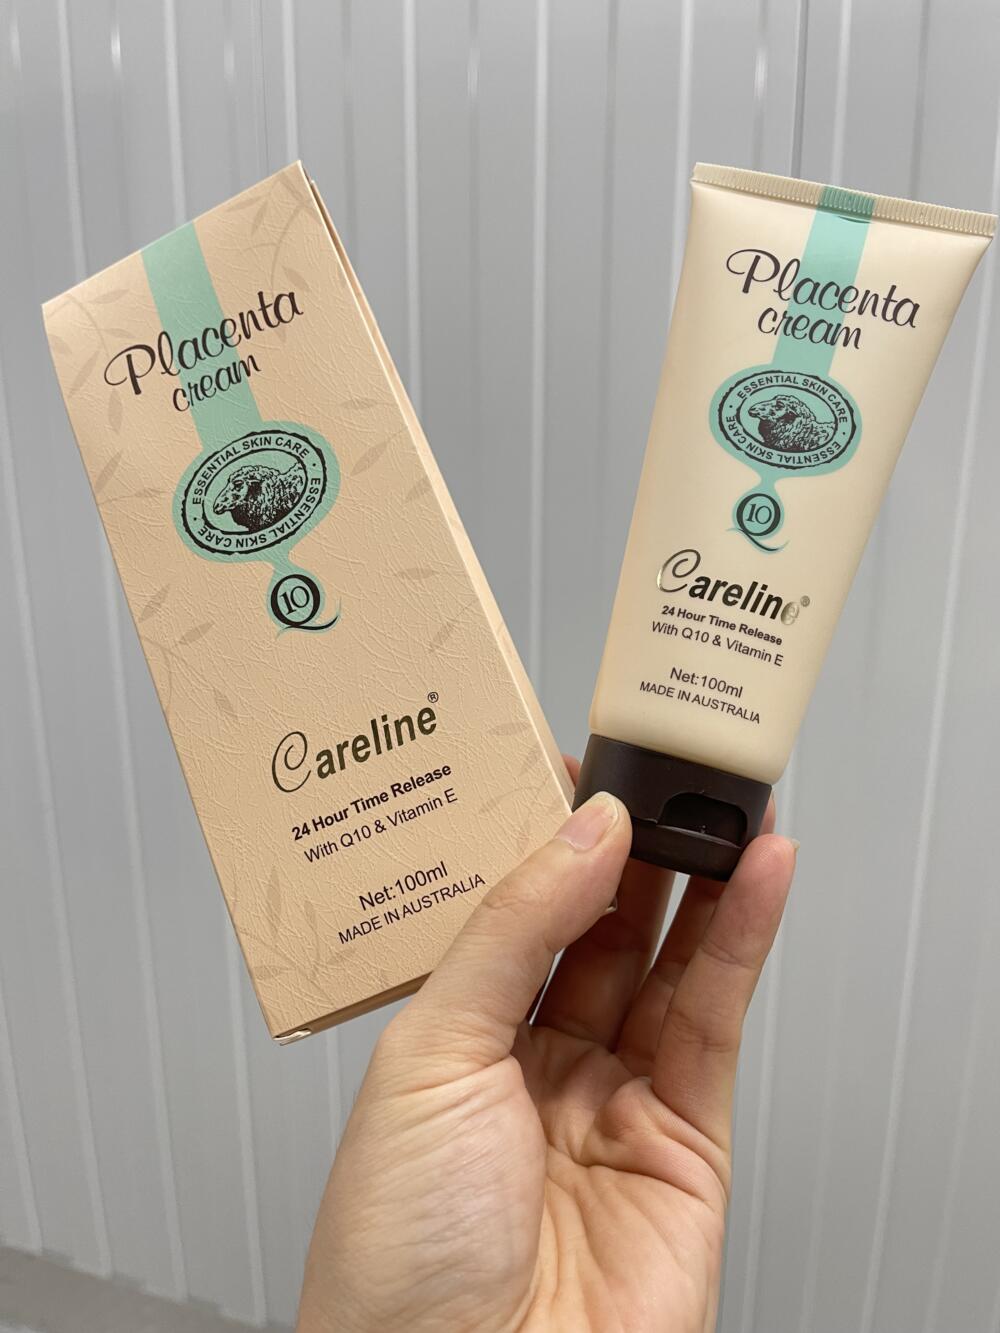 Placenta
cream
ESSENTIAL SKIN CARE · ESSENTIAL SKIN CARE ·
Q10
Careline®
24 Hour Time Release
With Q10 & Vitamin E
Net:100ml
MADE IN AUSTRALIA
Placenta
cream
ESSENTIAL SKIN CARE · ESSENTIAL SKIN CARE ·
Q10
Careline®
24 Hour Time Release
With Q10 & Vitamin E
Net:100ml
MADE IN AUSTRALIA